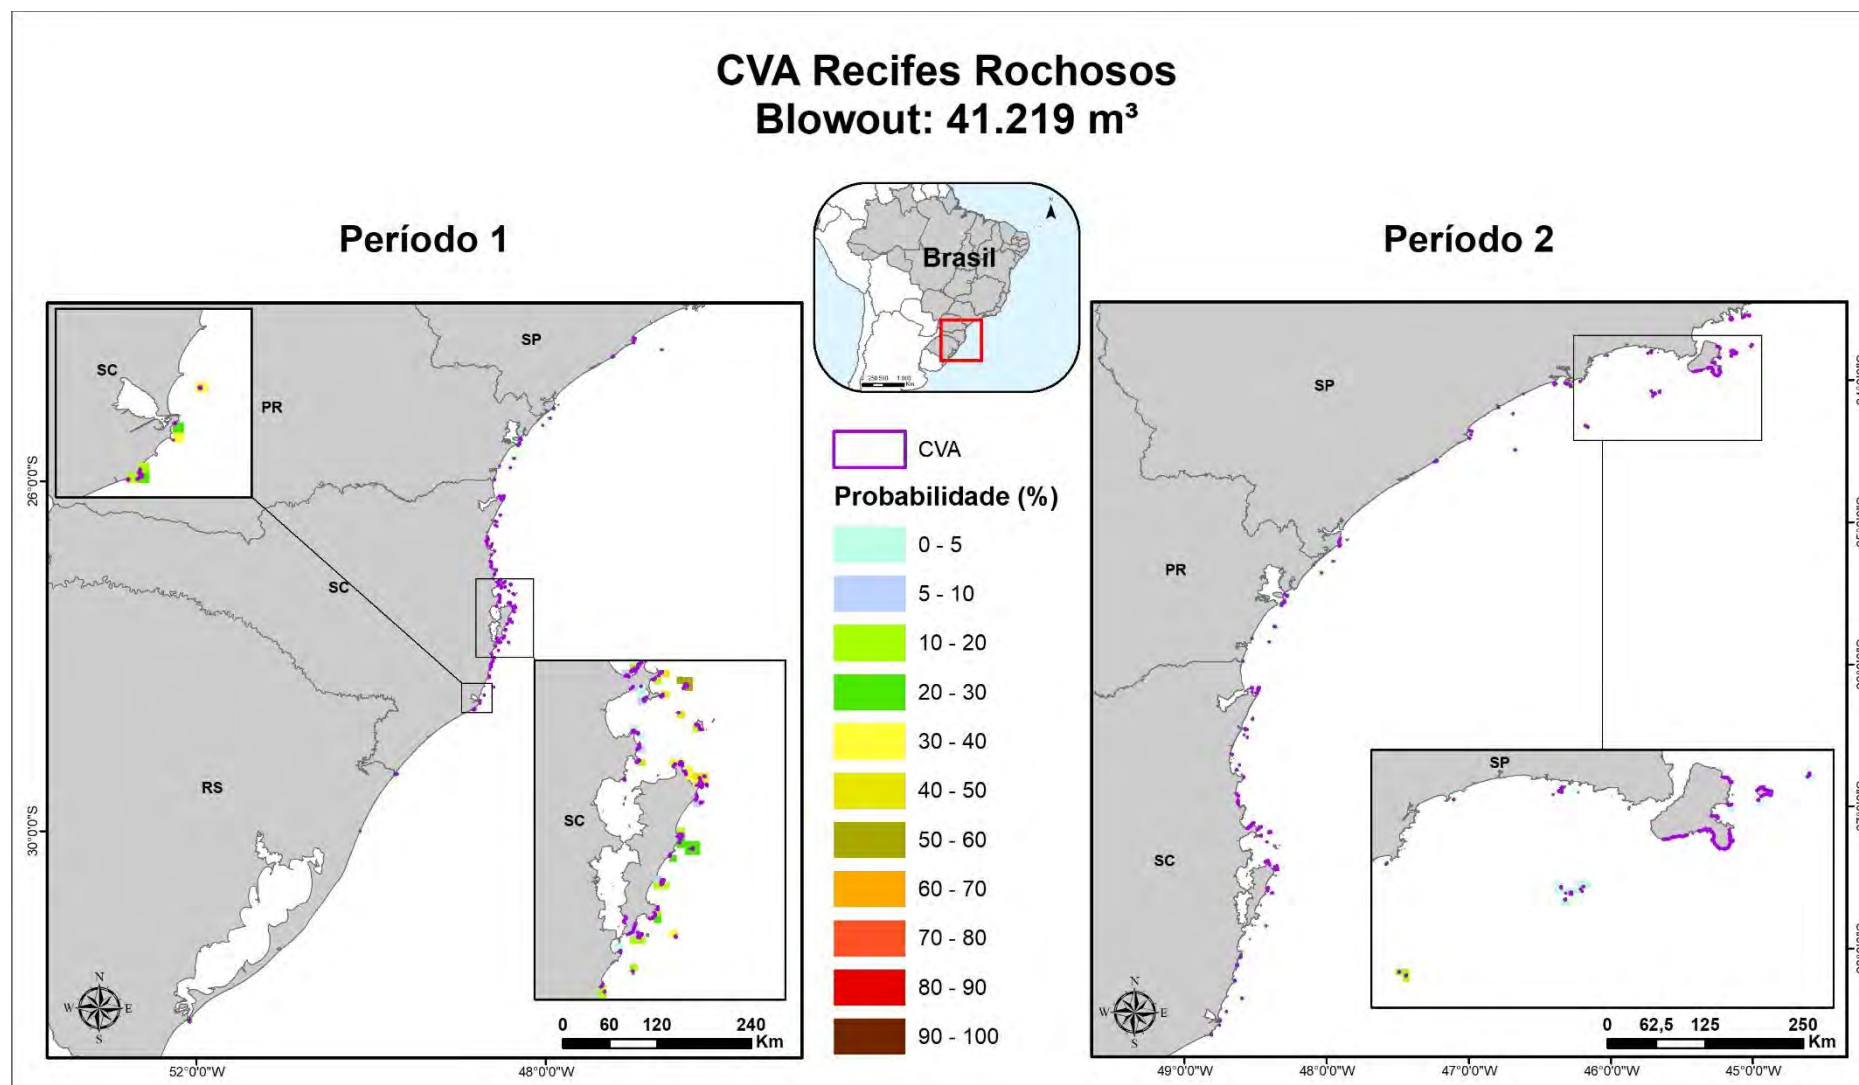 CVA Recifes Rochosos
Blowout: 41.219 m³
Período 1
Período 2
Brasil
Km
N
CVA
Probabilidade (%)
0 - 5
5 - 10
10 - 20
20 - 30
30 - 40
40 - 50
50 - 60
60 - 70
70 - 80
80 - 90
90 - 100
SC
PR
SP
SC
RS
SC
26°0'0"S
30°0'0"S
N
W E
S
0 60 120 240
Km
52°0'0"W 48°0'0"W
SP
PR
SC
SP
N
W E
S
0 62,5 125 250
Km
49°0'0"W 48°0'0"W 47°0'0"W 46°0'0"W 45°0'0"W